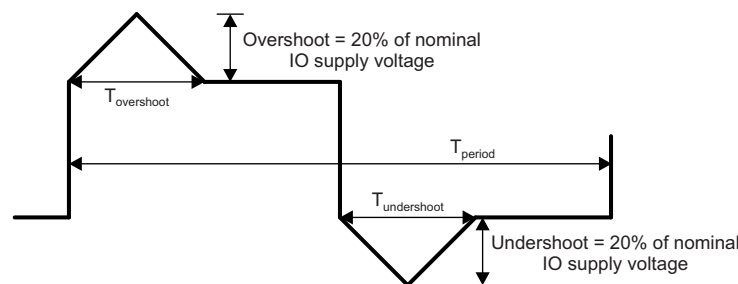 Overshoot = 20% of nominal
IO supply voltage
Tovershoot
Tperiod
Tundershoot
Undershoot = 20% of nominal
IO supply voltage